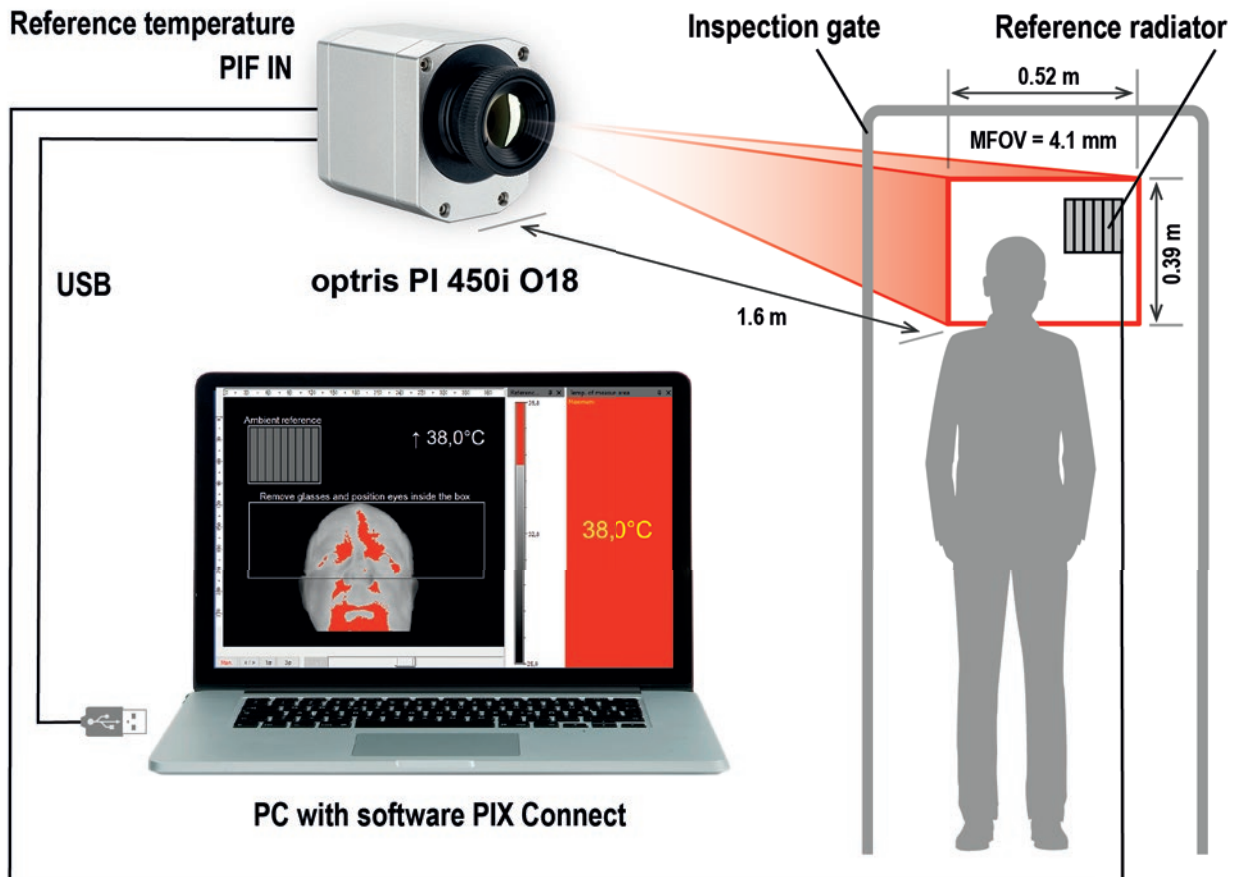 Reference temperature
PIF IN
Inspection gate
Reference radiator
0.52 m
MFOV = 4.1 mm
0.39 m
1.6 m
USB
optris PI 450i O18
Ambient reference
↑ 38,0°C
Remove glasses and position eyes inside the box
38,0°C
PC with software PIX Connect